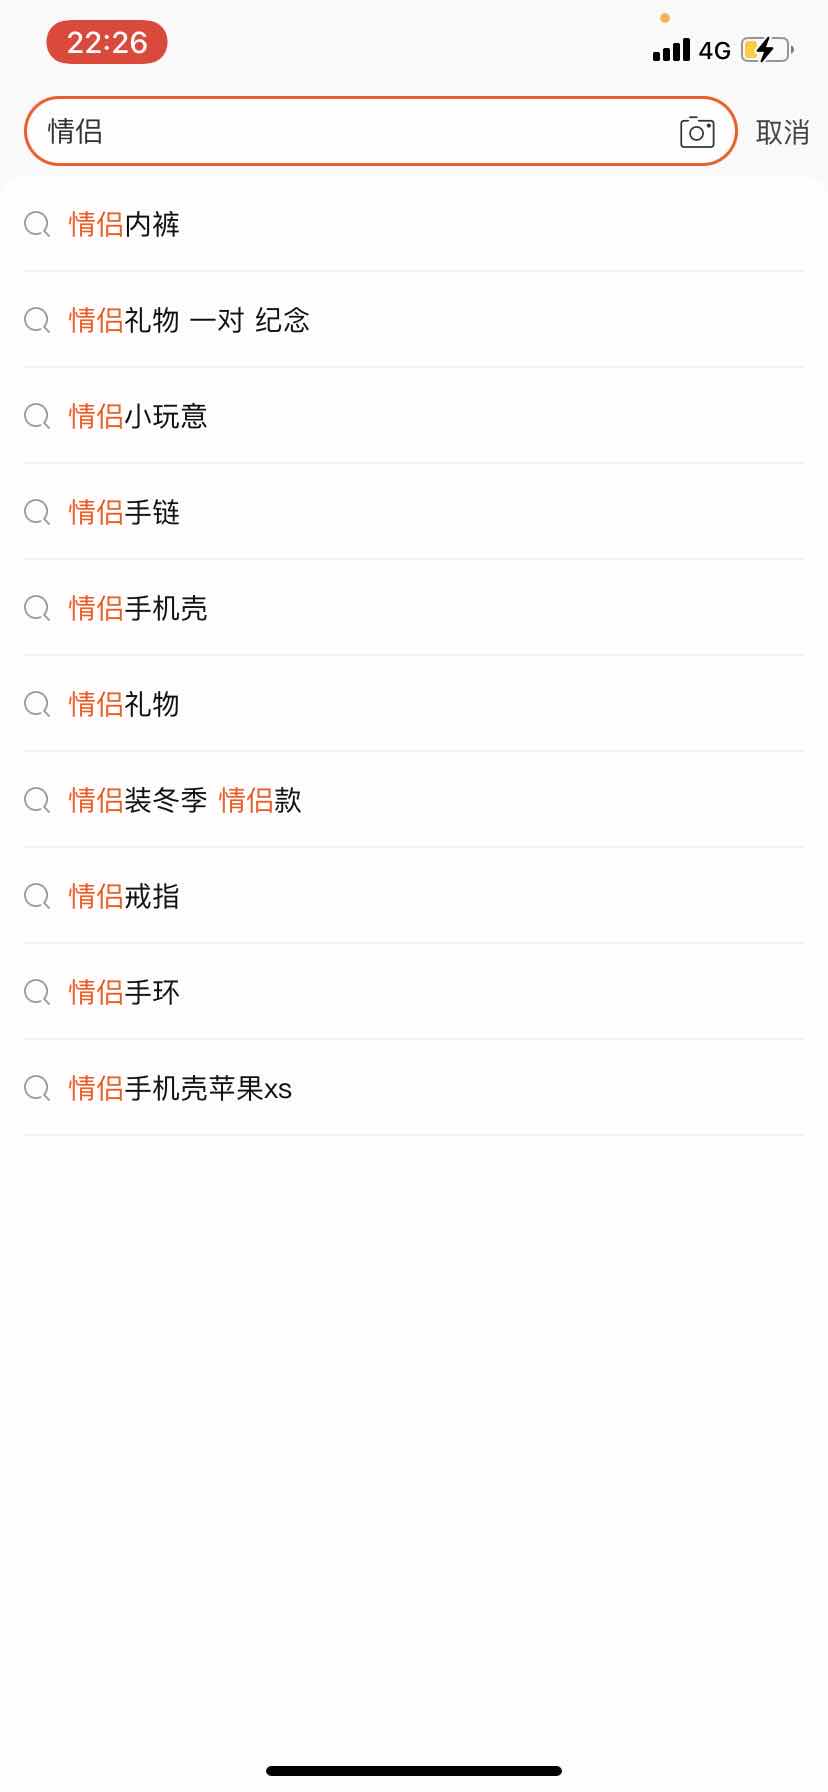 22:26
4G
情侣
取消
情侣内裤
情侣礼物 一对 纪念
情侣小玩意
情侣手链
情侣手机壳
情侣礼物
情侣装冬季 情侣款
情侣戒指
情侣手环
情侣手机壳苹果xs